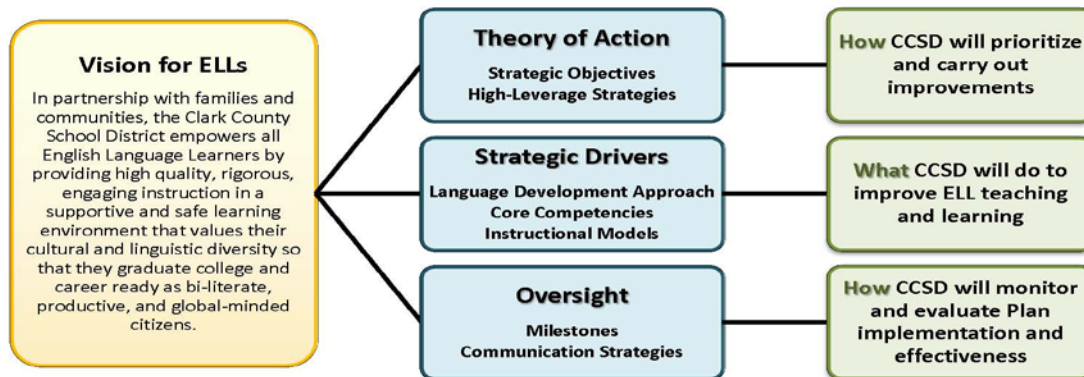 Vision for ELLs
In partnership with families and
communities, the Clark County
School District empowers all
English Language Learners by
providing high quality, rigorous,
engaging instruction in a
supportive and safe learning
environment that values their
cultural and linguistic diversity so
that they graduate college and
career ready as bi-literate,
productive, and global-minded
citizens.
Theory of Action
Strategic Objectives
High-Leverage Strategies
How CCSD will prioritize
and carry out
improvements
Strategic Drivers
Language Development Approach
Core Competencies
Instructional Models
What CCSD will do to
improve ELL teaching
and learning
Oversight
Milestones
Communication Strategies
How CCSD will monitor
and evaluate Plan
implementation and
effectiveness